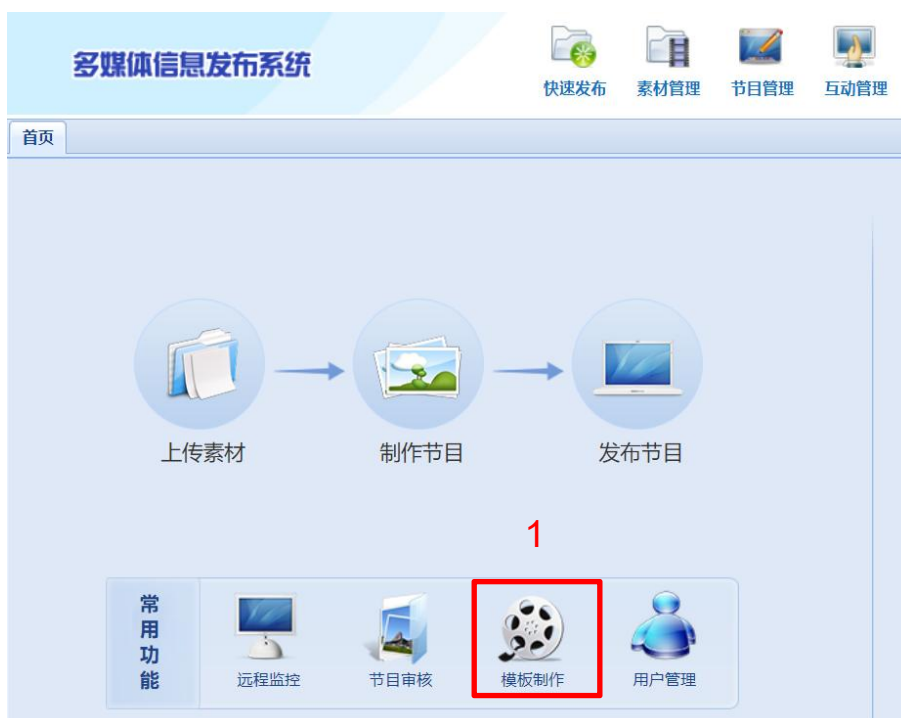 多媒体信息发布系统
快速发布 素材管理 节目管理 互动管理
首页
上传素材 制作节目 发布节目
1
常用功能
远程监控 节目审核 模板制作 用户管理